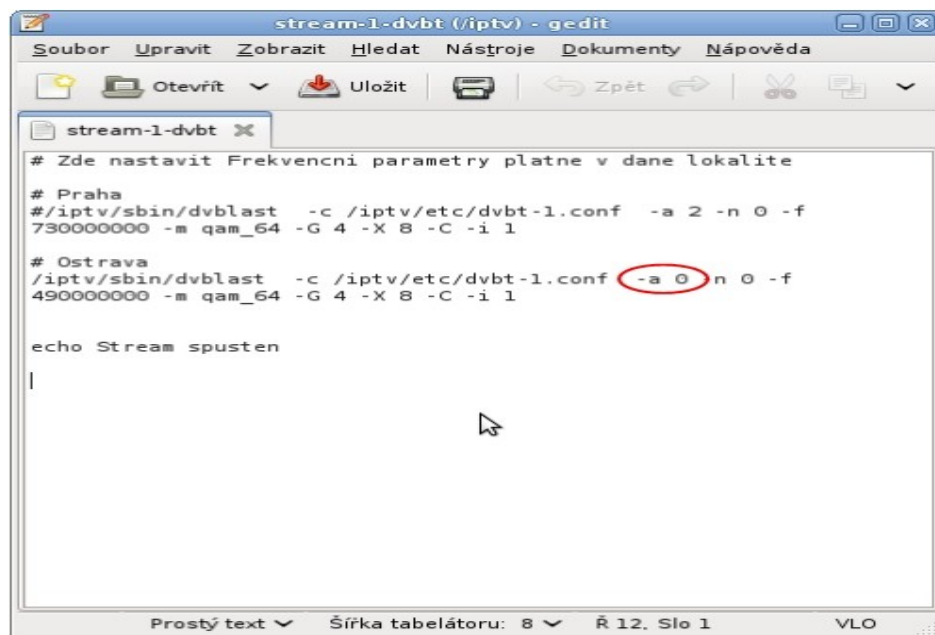 stream-1-dvbt (/iptv) - gedit
Soubor Upravit Zobrazit Hledat Nástroje Dokumenty Nápověda
Otevřít Uložit Zpět
stream-1-dvbt
# Zde nastavit Frekvencni parametry platne v dane lokalite
# Praha
#/iptv/sbin/dvblast -c /iptv/etc/dvbt-1.conf -a 2 -n 0 -f
730000000 -m qam_64 -G 4 -X 8 -C -i 1
# Ostrava
/iptv/sbin/dvblast -c /iptv/etc/dvbt-1.conf -a 0 -n 0 -f
490000000 -m qam_64 -G 4 -X 8 -C -i 1
echo Stream spusten
Prostý text Šířka tabelátoru: 8 Ř 12, Slo 1 VLO